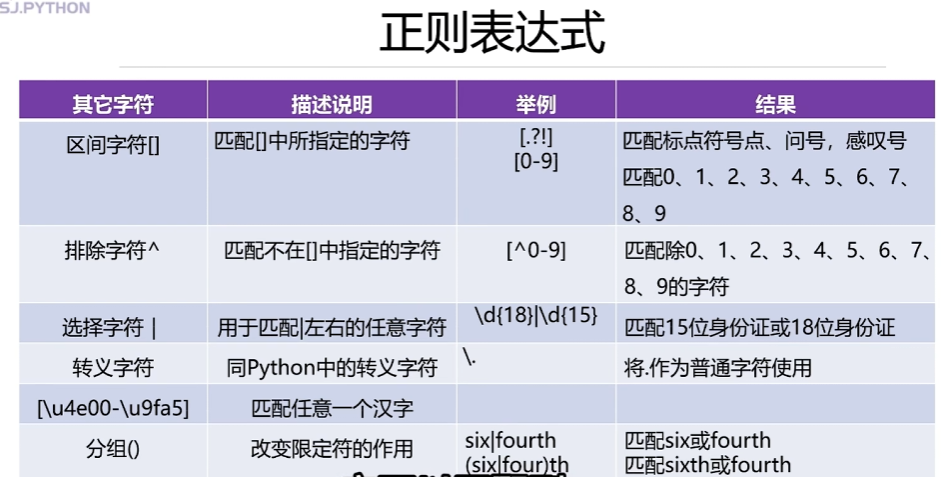 SJ.PYTHON
正则表达式
其它字符 描述说明 举例 结果
区间字符[] 匹配[]中所指定的字符 [.?!] 匹配标点符号点、问号，感叹号
[0-9] 匹配0、1、2、3、4、5、6、7、
8、9
排除字符^ 匹配不在[]中指定的字符 [^0-9] 匹配除0、1、2、3、4、5、6、7、
8、9的字符
选择字符 | 用于匹配|左右的任意字符 \d{18}|\d{15} 匹配15位身份证或18位身份证
转义字符 同Python中的转义字符 \. 将.作为普通字符使用
[\u4e00-\u9fa5] 匹配任意一个汉字
分组() 改变限定符的作用 six|fourth 匹配six或fourth
(six|four)th 匹配sixth或fourth